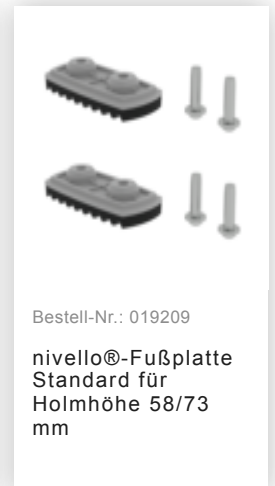 Bestell-Nr.: 019209
nivello®-Fußplatte
Standard für
Holmhöhe 58/73
mm